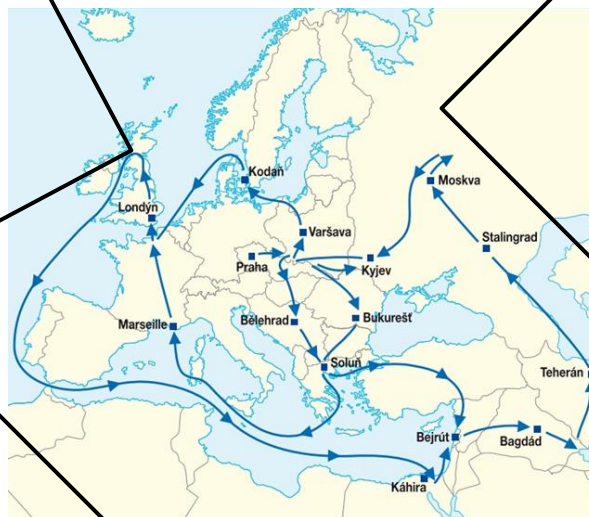 Kodaň
Moskva
Londýn
Varšava
Stalingrad
Praha
Kyjev
Marseille
Bělehrad
Bukurešť
Soluň
Teherán
Bejrút
Bagdád
Káhira